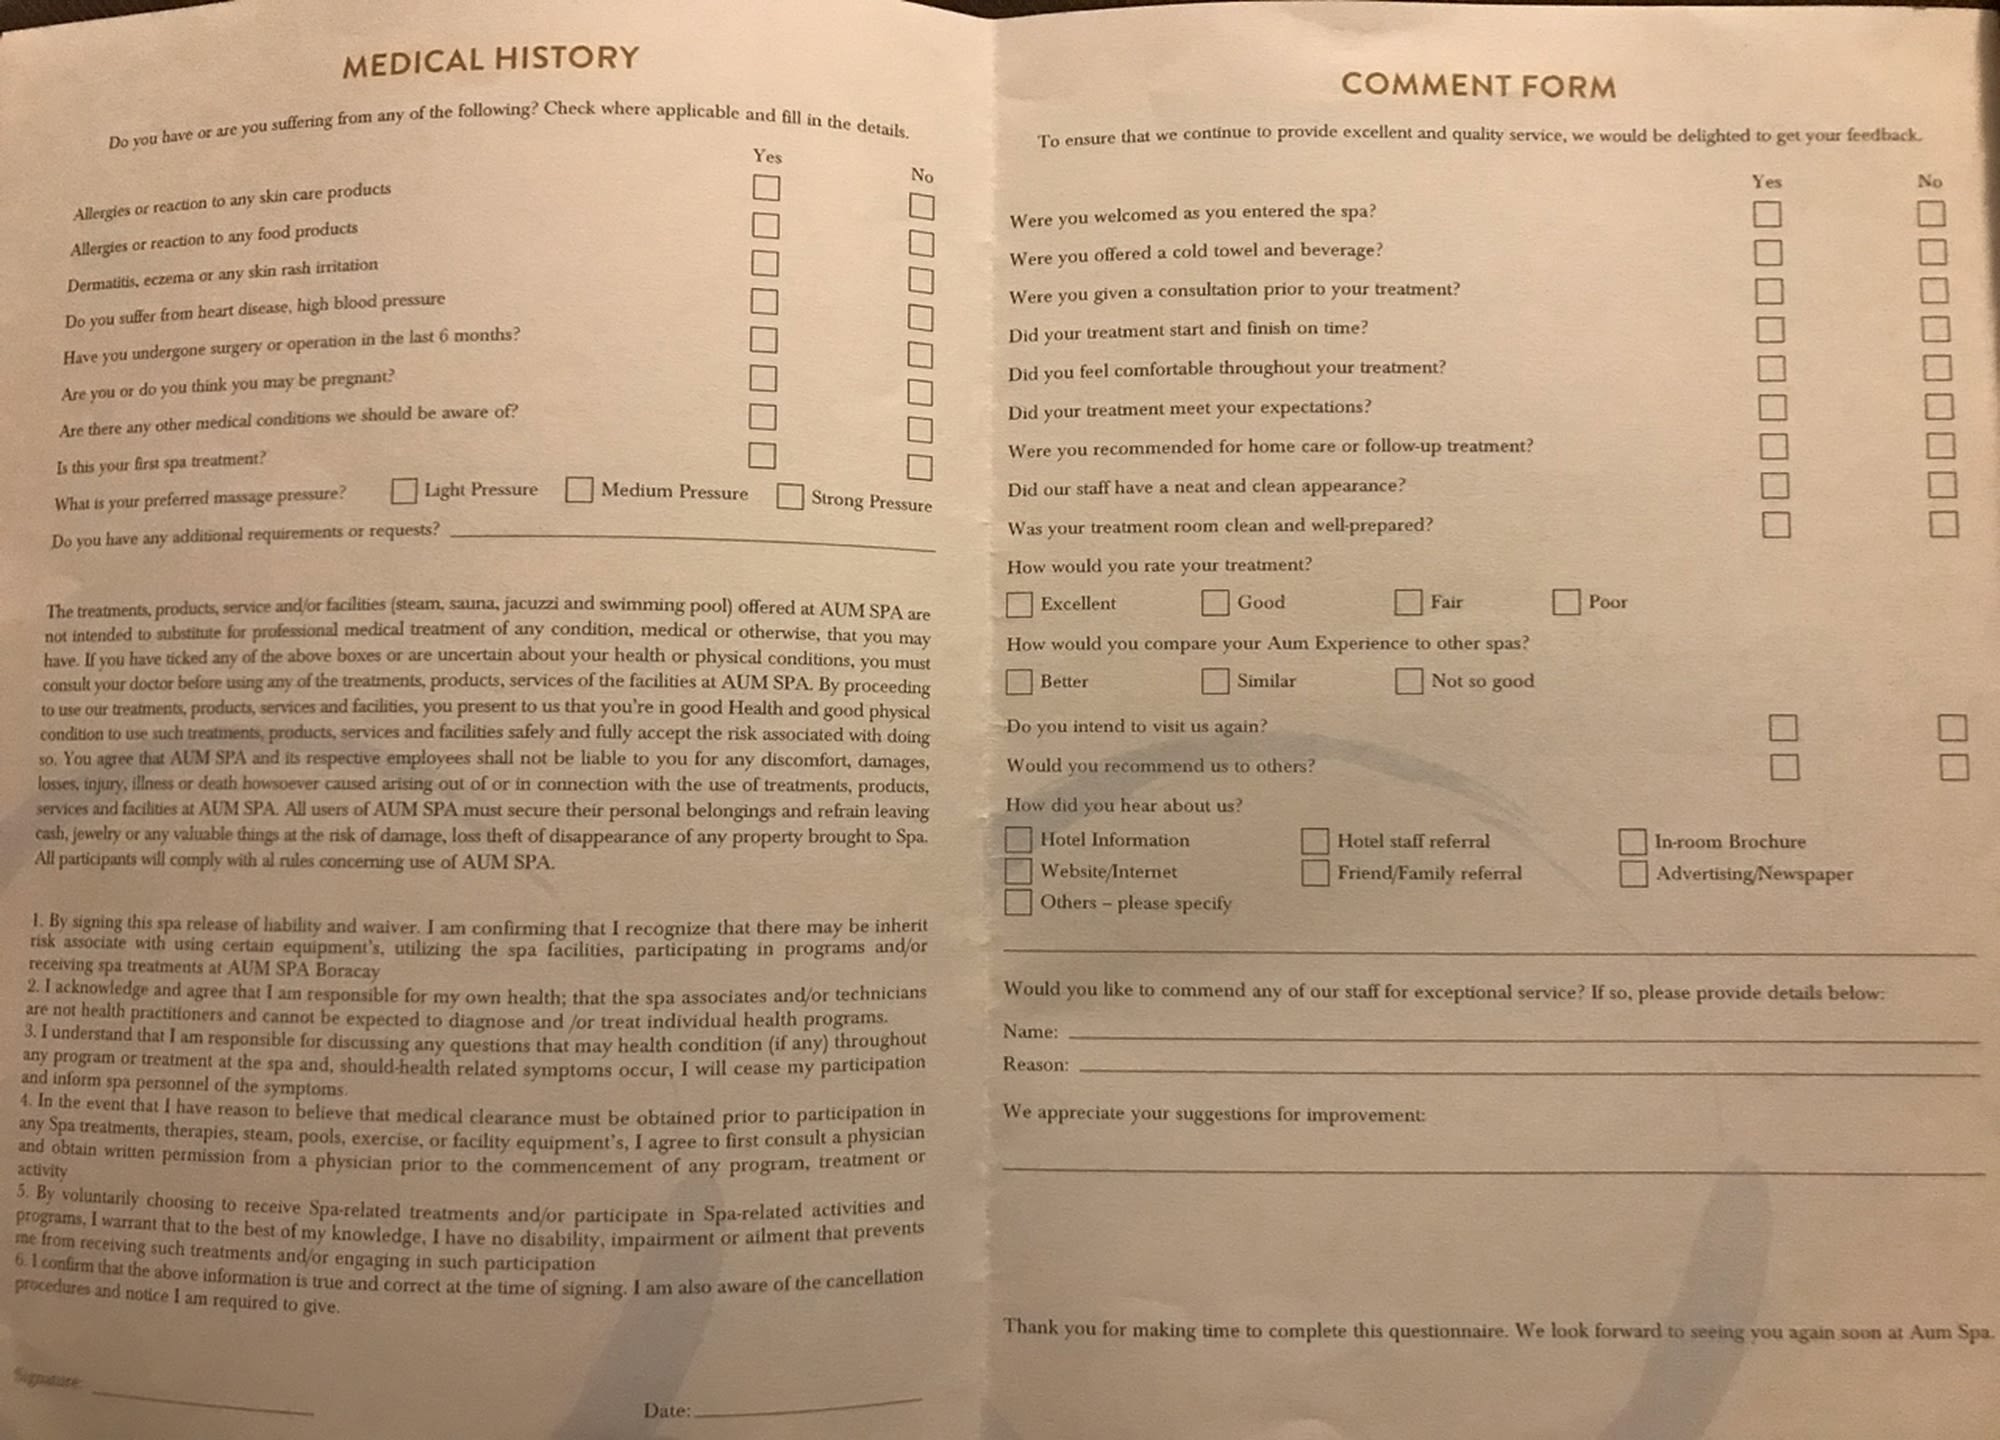 MEDICAL HISTORY
Do you have or are you suffering from any of the following? Check where applicable and fill in the details.
Yes No
Allergies or reaction to any skin care products
Allergies or reaction to any food products
Dermatitis, eczema or any skin rash irritation
Do you suffer from heart disease, high blood pressure
Have you undergone surgery or operation in the last 6 months?
Are you or do you think you may be pregnant?
Are there any other medical conditions we should be aware of?
Is this your first spa treatment?
What is your preferred massage pressure? Light Pressure Medium Pressure Strong Pressure
Do you have any additional requirements or requests?
The treatments, products, service and/or facilities (steam, sauna, jacuzzi and swimming pool) offered at AUM SPA are
not intended to substitute for professional medical treatment of any condition, medical or otherwise, that you may
have. If you have ticked any of the above boxes or are uncertain about your health or physical conditions, you must
consult your doctor before using any of the treatments, products, services of the facilities at AUM SPA. By proceeding
to use our treatments, products, services and facilities, you present to us that you're in good Health and good physical
condition to use such treatments, products, services and facilities safely and fully accept the risk associated with doing
so. You agree that AUM SPA and its respective employees shall not be liable to you for any discomfort, damages,
losses, injury, illness or death howsoever caused arising out of or in connection with the use of treatments, products,
services and facilities at AUM SPA. All users of AUM SPA must secure their personal belongings and refrain leaving
cash, jewelry or any valuable things at the risk of damage, loss theft of disappearance of any property brought to Spa.
All participants will comply with al rules concerning use of AUM SPA.
1. By signing this spa release of liability and waiver. I am confirming that I recognize that there may be inherit
risk associate with using certain equipment's, utilizing the spa facilities, participating in programs and/or
receiving spa treatments at AUM SPA Boracay
2. I acknowledge and agree that I am responsible for my own health; that the spa associates and/or technicians
are not health practitioners and cannot be expected to diagnose and /or treat individual health programs.
3. I understand that I am responsible for discussing any questions that may health condition (if any) throughout
any program or treatment at the spa and, should-health related symptoms occur, I will cease my participation
and inform spa personnel of the symptoms.
4. In the event that I have reason to believe that medical clearance must be obtained prior to participation in
any Spa treatments, therapies, steam, pools, exercise, or facility equipment's, I agree to first consult a physician
and obtain written permission from a physician prior to the commencement of any program, treatment or
activity
5. By voluntarily choosing to receive Spa-related treatments and/or participate in Spa-related activities and
programs, I warrant that to the best of my knowledge, I have no disability, impairment or ailment that prevents
me from receiving such treatments and/or engaging in such participation
6. I confirm that the above information is true and correct at the time of signing. I am also aware of the cancellation
procedures and notice I am required to give.
Signature:
Date:
COMMENT FORM
To ensure that we continue to provide excellent and quality service, we would be delighted to get your feedback.
Yes No
Were you welcomed as you entered the spa?
Were you offered a cold towel and beverage?
Were you given a consultation prior to your treatment?
Did your treatment start and finish on time?
Did you feel comfortable throughout your treatment?
Did your treatment meet your expectations?
Were you recommended for home care or follow-up treatment?
Did our staff have a neat and clean appearance?
Was your treatment room clean and well-prepared?
How would you rate your treatment?
Excellent Good Fair Poor
How would you compare your Aum Experience to other spas?
Better Similar Not so good
Do you intend to visit us again?
Would you recommend us to others?
How did you hear about us?
Hotel Information Hotel staff referral In-room Brochure
Website/Internet Friend/Family referral Advertising/Newspaper
Others – please specify
Would you like to commend any of our staff for exceptional service? If so, please provide details below:
Name:
Reason:
We appreciate your suggestions for improvement:
Thank you for making time to complete this questionnaire. We look forward to seeing you again soon at Aum Spa.